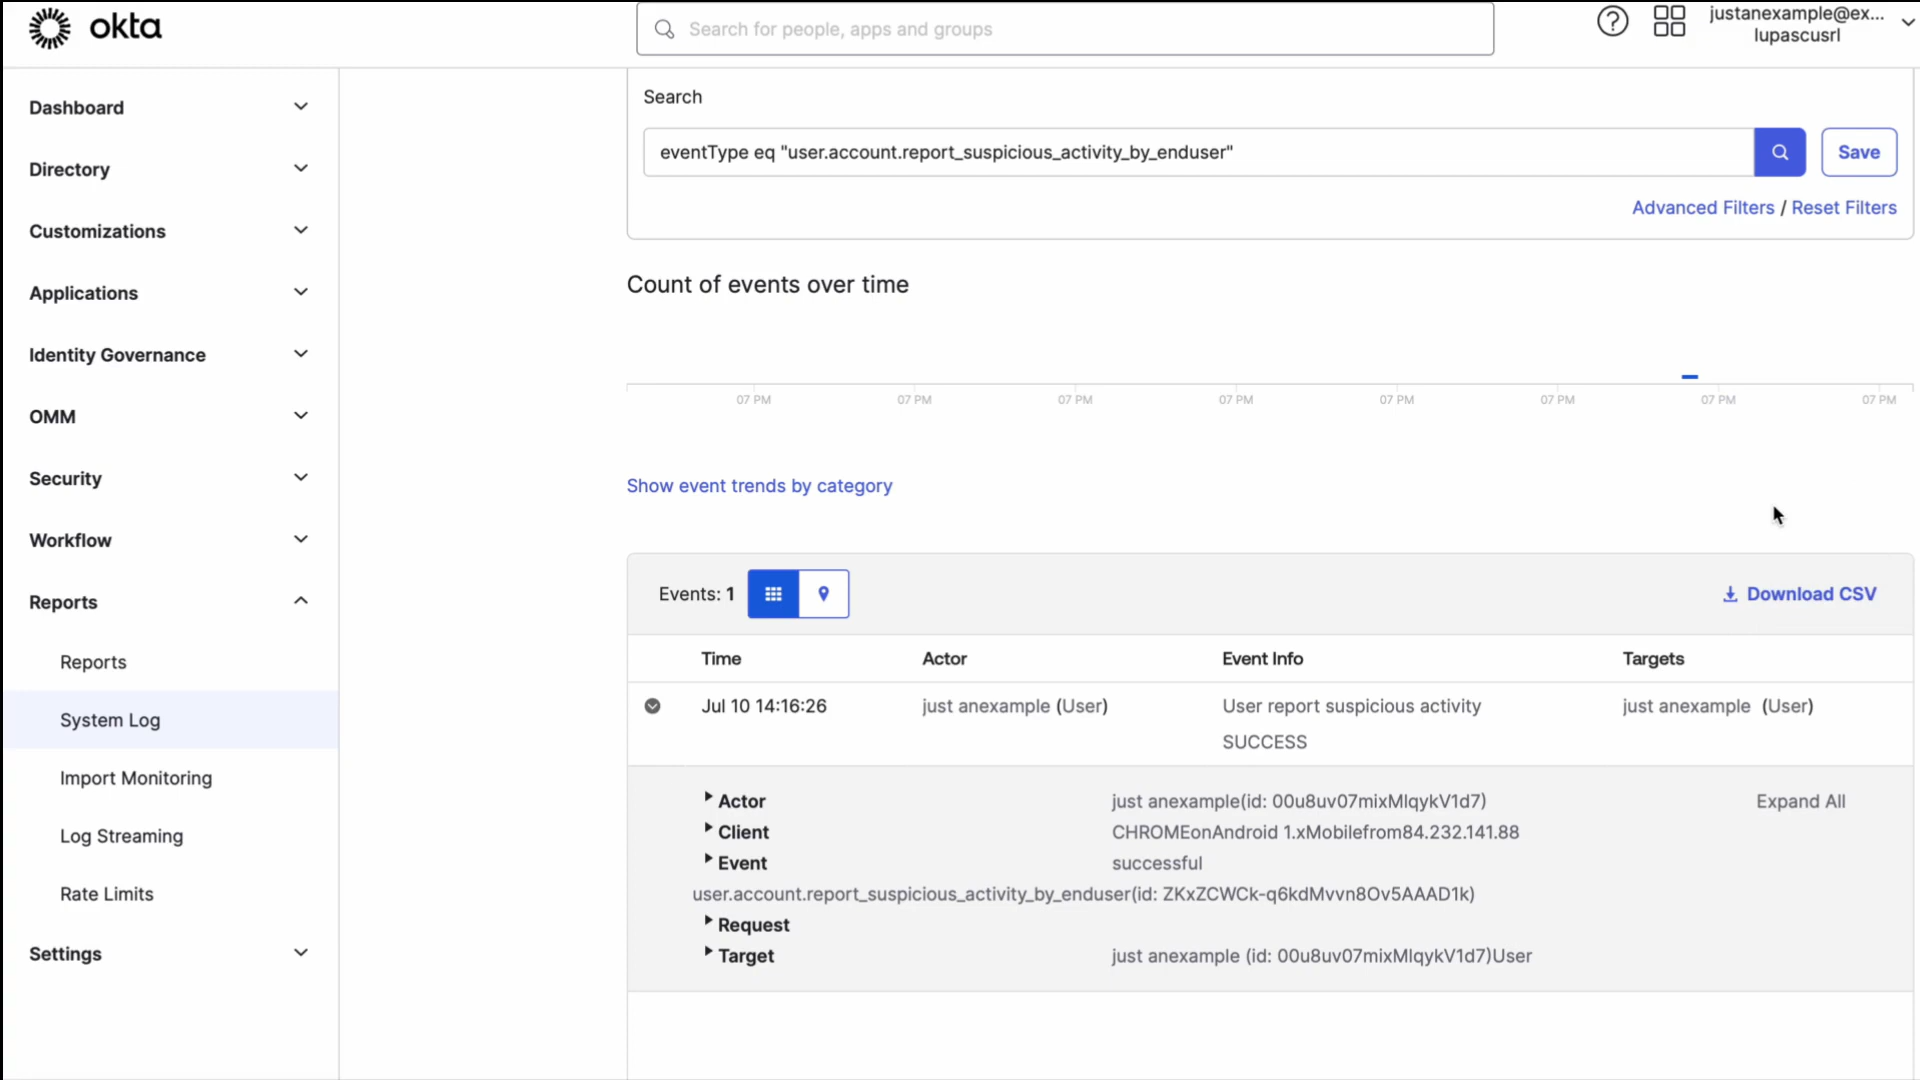 okta
Search for people, apps and groups
justanexample@ex...
lupascusrl
Dashboard
Directory
Customizations
Applications
Identity Governance
OMM
Security
Workflow
Reports
Reports
System Log
Import Monitoring
Log Streaming
Rate Limits
Settings
Search
eventType eq "user.account.report_suspicious_activity_by_enduser"
Save
Advanced Filters / Reset Filters
Count of events over time
07 PM 07 PM 07 PM 07 PM 07 PM 07 PM 07 PM 07 PM
Show event trends by category
Events: 1
Download CSV
Time Actor Event Info Targets
Jul 10 14:16:26 just anexample (User) User report suspicious activity just anexample (User)
SUCCESS
Actor just anexample(id: 00u8uv07mixMlqykV1d7) Expand All
Client CHROMEonAndroid 1.xMobilefrom84.232.141.88
Event successful
user.account.report_suspicious_activity_by_enduser(id: ZKxZCWCk-q6kdMvvn8Ov5AAAD1k)
Request
Target just anexample (id: 00u8uv07mixMlqykV1d7)User